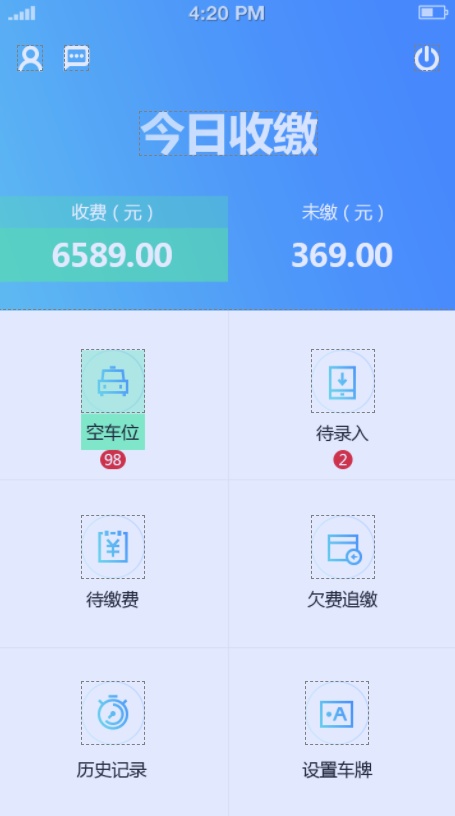 4:20 PM
今日收缴
收费（元） 未缴（元）
6589.00 369.00
空车位 待录入
98 2
待缴费 欠费追缴
历史记录 设置车牌
A